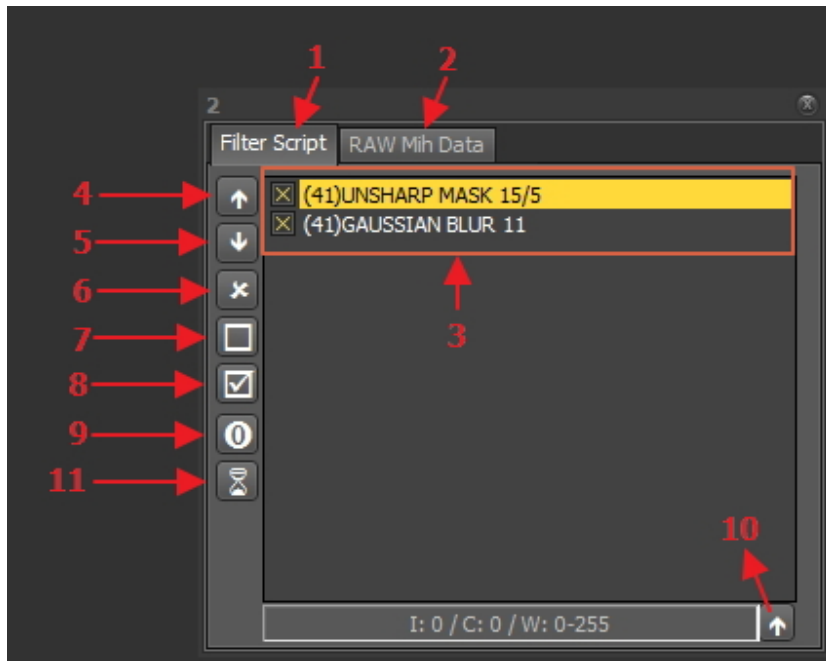 1 2
2
Filter Script RAW Mih Data
4 (41)UNSHARP MASK 15/5
5 (41)GAUSSIAN BLUR 11
6
7 3
8
9
11
10
I: 0 / C: 0 / W: 0-255